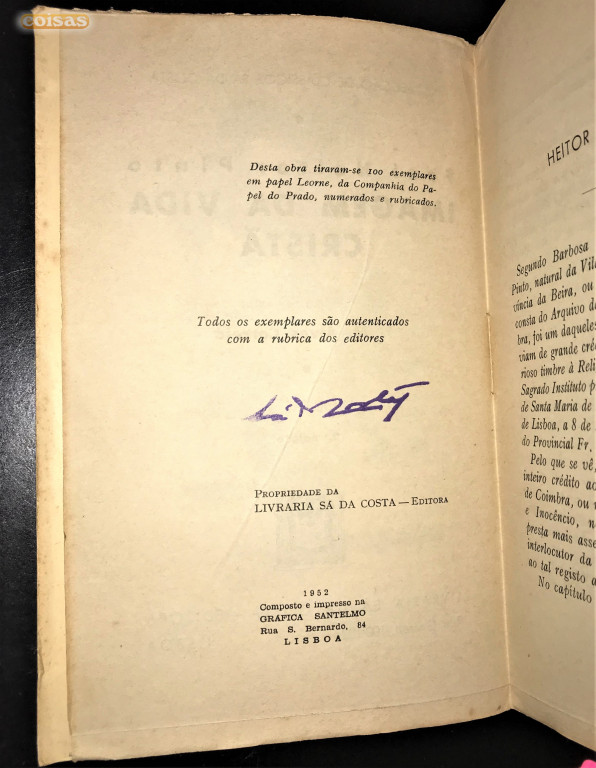 coisas
Desta obra tiraram-se 100 exemplares
em papel Leorne, da Companhia do Pa-
pel do Prado, numerados e rubricados.
Todos os exemplares são autenticados
com a rubrica dos editores
PROPRIEDADE DA
LIVRARIA SÁ DA COSTA — EDITORA
1952
Composto e impresso na
GRÁFICA SANTELMO
Rua S. Bernardo, 84
LISBOA
HEITOR
Segundo Barbosa
Pinto, natural da Vil
víncia da Beira, ou
consta do Arquivo da
bra, foi um daqueles
viam de grande cré
rioso timbre à Reli
Sagrado Instituto p
de Santa Maria de
de Lisboa, a 8 de
do Provincial Fr.
Pelo que se vê,
inteiro crédito ao
de Coimbra, ou
e Inocêncio, n
presta mais asse
interlocutor da
ao tal registo a
No capítulo